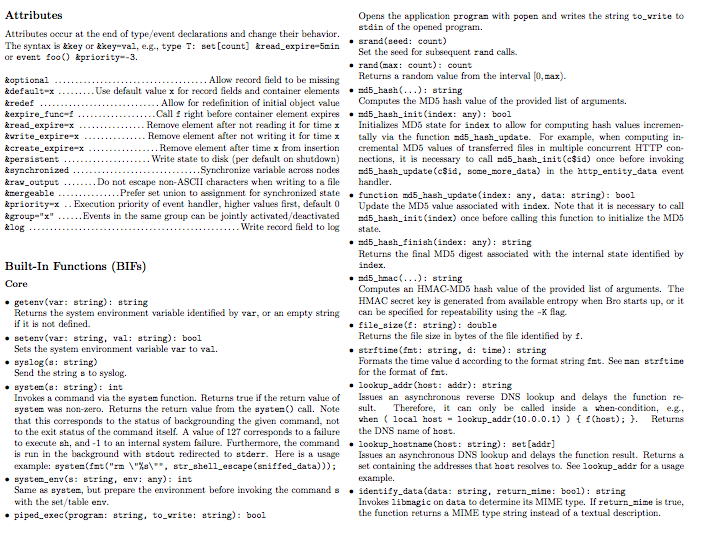 Attributes
Attributes occur at the end of type/event declarations and change their behavior.
The syntax is &key or &key=val, e.g., type T: set[count] &read_expire=5min
or event foo() &priority=-3.
&optional .................................. Allow record field to be missing
&default=x ......... Use default value x for record fields and container elements
&redef ........................... Allow for redefinition of initial object value
&expire_func=f .................. Call f right before container element expires
&read_expire=x ............... Remove element after not reading it for time x
&write_expire=x .............. Remove element after not writing it for time x
&create_expire=x ................ Remove element after time x from insertion
&persistent ................... Write state to disk (per default on shutdown)
&synchronized ............................ Synchronize variable across nodes
&raw_output ........ Do not escape non-ASCII characters when writing to a file
&mergeable .............. Prefer set union to assignment for synchronized state
&priority=x .. Execution priority of event handler, higher values first, default 0
&group="x" ...... Events in the same group can be jointly activated/deactivated
&log ......................................... Write record field to log
Built-In Functions (BIFs)
Core
• getenv(var: string): string
Returns the system environment variable identified by var, or an empty string
if it is not defined.
• setenv(var: string, val: string): bool
Sets the system environment variable var to val.
• syslog(s: string)
Send the string s to syslog.
• system(s: string): int
Invokes a command via the system function. Returns true if the return value of
system was non-zero. Returns the return value from the system() call. Note
that this corresponds to the status of backgrounding the given command, not
to the exit status of the command itself. A value of 127 corresponds to a failure
to execute sh, and -1 to an internal system failure. Furthermore, the command
is run in the background with stdout redirected to stderr. Here is a usage
example: system(fmt("rm \"%s\"", str_shell_escape(sniffed_data)));
• system_env(s: string, env: any): int
Same as system, but prepare the environment before invoking the command s
with the set/table env.
• piped_exec(program: string, to_write: string): bool
Opens the application program with popen and writes the string to_write to
stdin of the opened program.
• srand(seed: count)
Set the seed for subsequent rand calls.
• rand(max: count): count
Returns a random value from the interval [0, max).
• md5_hash(...): string
Computes the MD5 hash value of the provided list of arguments.
• md5_hash_init(index: any): bool
Initializes MD5 state for index to allow for computing hash values incremen-
tally via the function md5_hash_update. For example, when computing in-
cremental MD5 values of transferred files in multiple concurrent HTTP con-
nections, it is necessary to call md5_hash_init(c$id) once before invoking
md5_hash_update(c$id, some_more_data) in the http_entity_data event
handler.
• function md5_hash_update(index: any, data: string): bool
Update the MD5 value associated with index. Note that it is necessary to call
md5_hash_init(index) once before calling this function to initialize the MD5
state.
• md5_hash_finish(index: any): string
Returns the final MD5 digest associated with the internal state identified by
index.
• md5_hmac(...): string
Computes an HMAC-MD5 hash value of the provided list of arguments. The
HMAC secret key is generated from available entropy when Bro starts up, or it
can be specified for repeatability using the -K flag.
• file_size(f: string): double
Returns the file size in bytes of the file identified by f.
• strftime(fmt: string, d: time): string
Formats the time value d according to the format string fmt. See man strftime
for the format of fmt.
• lookup_addr(host: addr): string
Issues an asynchronous reverse DNS lookup and delays the function re-
sult. Therefore, it can only be called inside a when-condition, e.g.,
when ( local host = lookup_addr(10.0.0.1) ) { f(host); }. Returns
the DNS name of host.
• lookup_hostname(host: string): set[addr]
Issues an asynchronous DNS lookup and delays the function result. Returns a
set containing the addresses that host resolves to. See lookup_addr for a usage
example.
• identify_data(data: string, return_mime: bool): string
Invokes libmagic on data to determine its MIME type. If return_mime is true,
the function returns a MIME type string instead of a textual description.